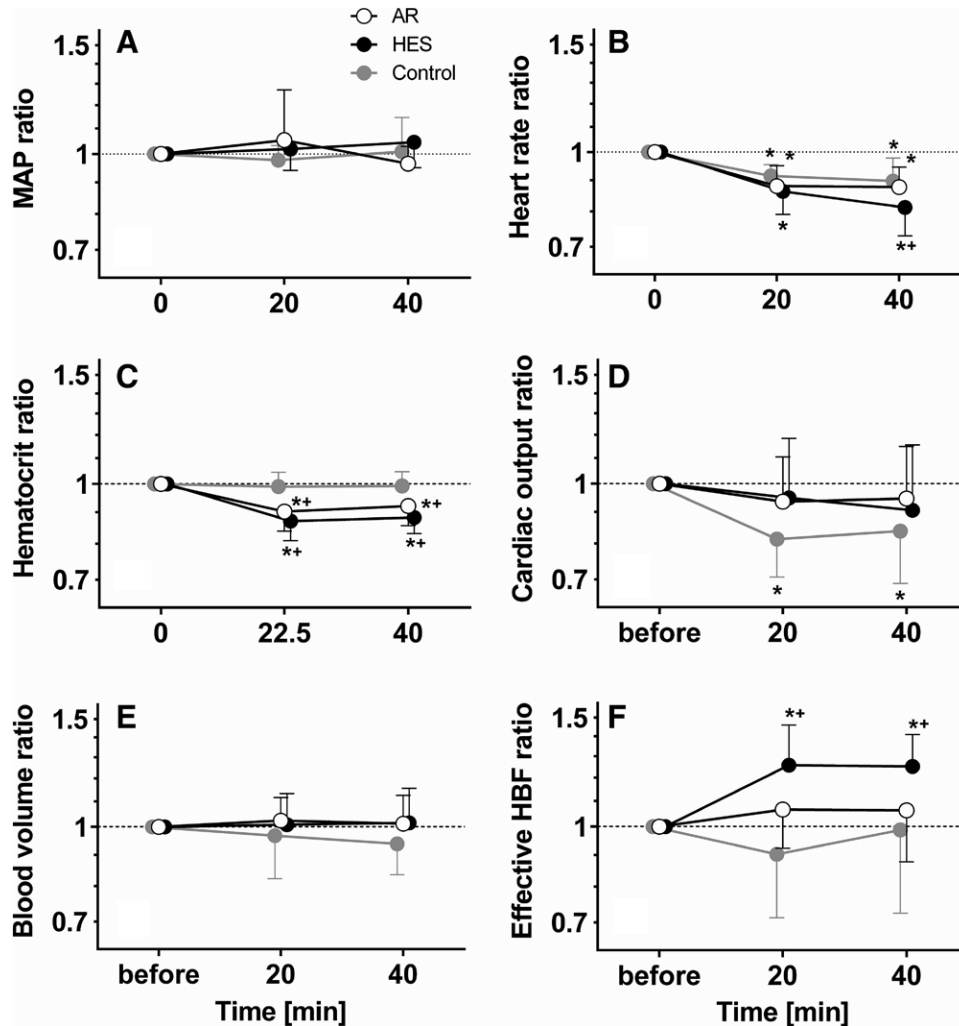 AR
HES
Control
A
1.5
1
0.7
MAP ratio
0 20 40
B
1.5
1
0.7
Heart rate ratio
* *
*
*
*
*+
0 20 40
C
1.5
1
0.7
Hematocrit ratio
*+
*+
*+
*+
0 22.5 40
D
1.5
1
0.7
Cardiac output ratio
* *
before 20 40
E
1.5
1
0.7
Blood volume ratio
before 20 40
Time [min]
F
1.5
1
0.7
Effective HBF ratio
*+ *+
before 20 40
Time [min]